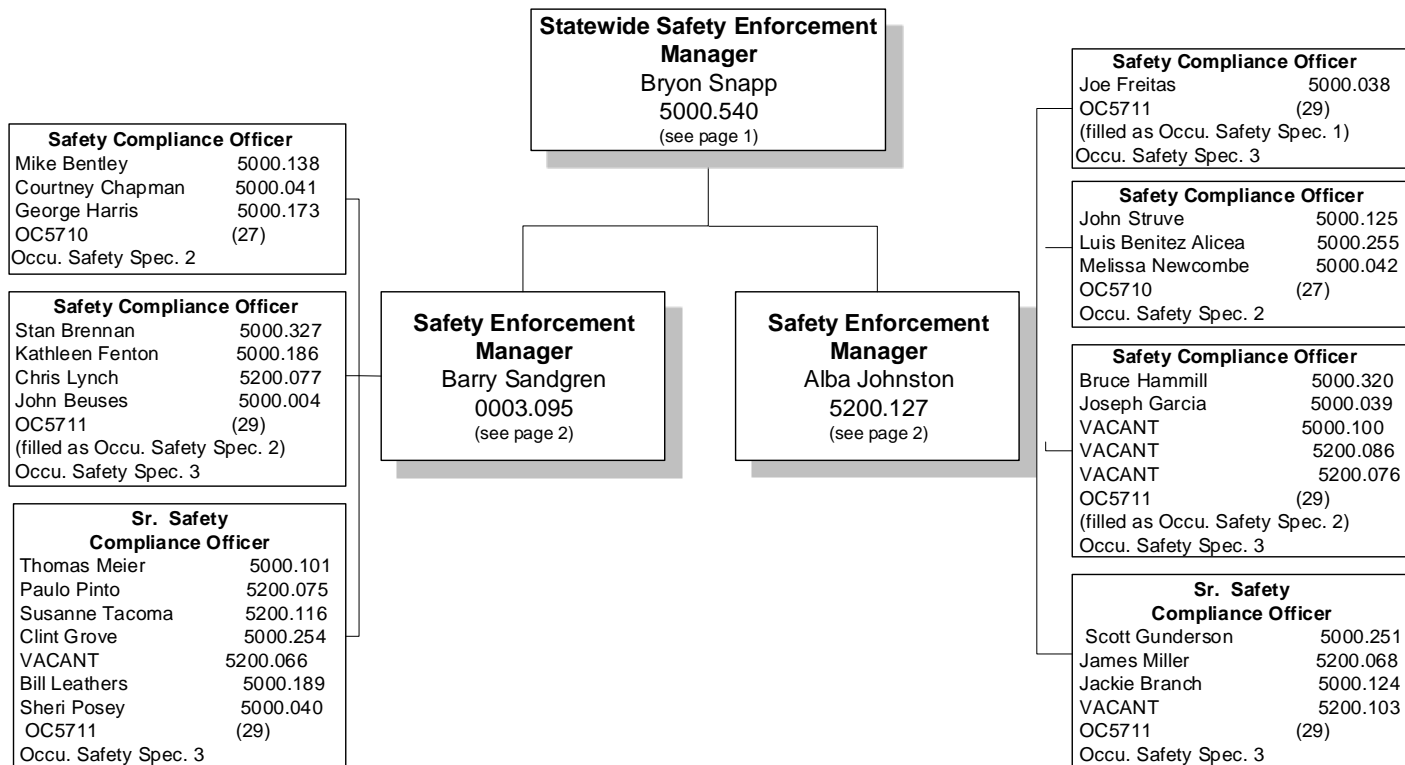 Statewide Safety Enforcement
Manager
Bryon Snapp
5000.540
(see page 1)
Safety Compliance Officer
Mike Bentley 5000.138
Courtney Chapman 5000.041
George Harris 5000.173
OC5710 (27)
Occu. Safety Spec. 2
Safety Compliance Officer
Stan Brennan 5000.327
Kathleen Fenton 5000.186
Chris Lynch 5200.077
John Beuses 5000.004
OC5711 (29)
(filled as Occu. Safety Spec. 2)
Occu. Safety Spec. 3
Sr. Safety
Compliance Officer
Thomas Meier 5000.101
Paulo Pinto 5200.075
Susanne Tacoma 5200.116
Clint Grove 5000.254
VACANT 5200.066
Bill Leathers 5000.189
Sheri Posey 5000.040
OC5711 (29)
Occu. Safety Spec. 3
Safety Enforcement
Manager
Barry Sandgren
0003.095
(see page 2)
Safety Enforcement
Manager
Alba Johnston
5200.127
(see page 2)
Safety Compliance Officer
Joe Freitas 5000.038
OC5711 (29)
(filled as Occu. Safety Spec. 1)
Occu. Safety Spec. 3
Safety Compliance Officer
John Struve 5000.125
Luis Benitez Alicea 5000.255
Melissa Newcombe 5000.042
OC5710 (27)
Occu. Safety Spec. 2
Safety Compliance Officer
Bruce Hammill 5000.320
Joseph Garcia 5000.039
VACANT 5000.100
VACANT 5200.086
VACANT 5200.076
OC5711 (29)
(filled as Occu. Safety Spec. 2)
Occu. Safety Spec. 3
Sr. Safety
Compliance Officer
Scott Gunderson 5000.251
James Miller 5200.068
Jackie Branch 5000.124
VACANT 5200.103
OC5711 (29)
Occu. Safety Spec. 3